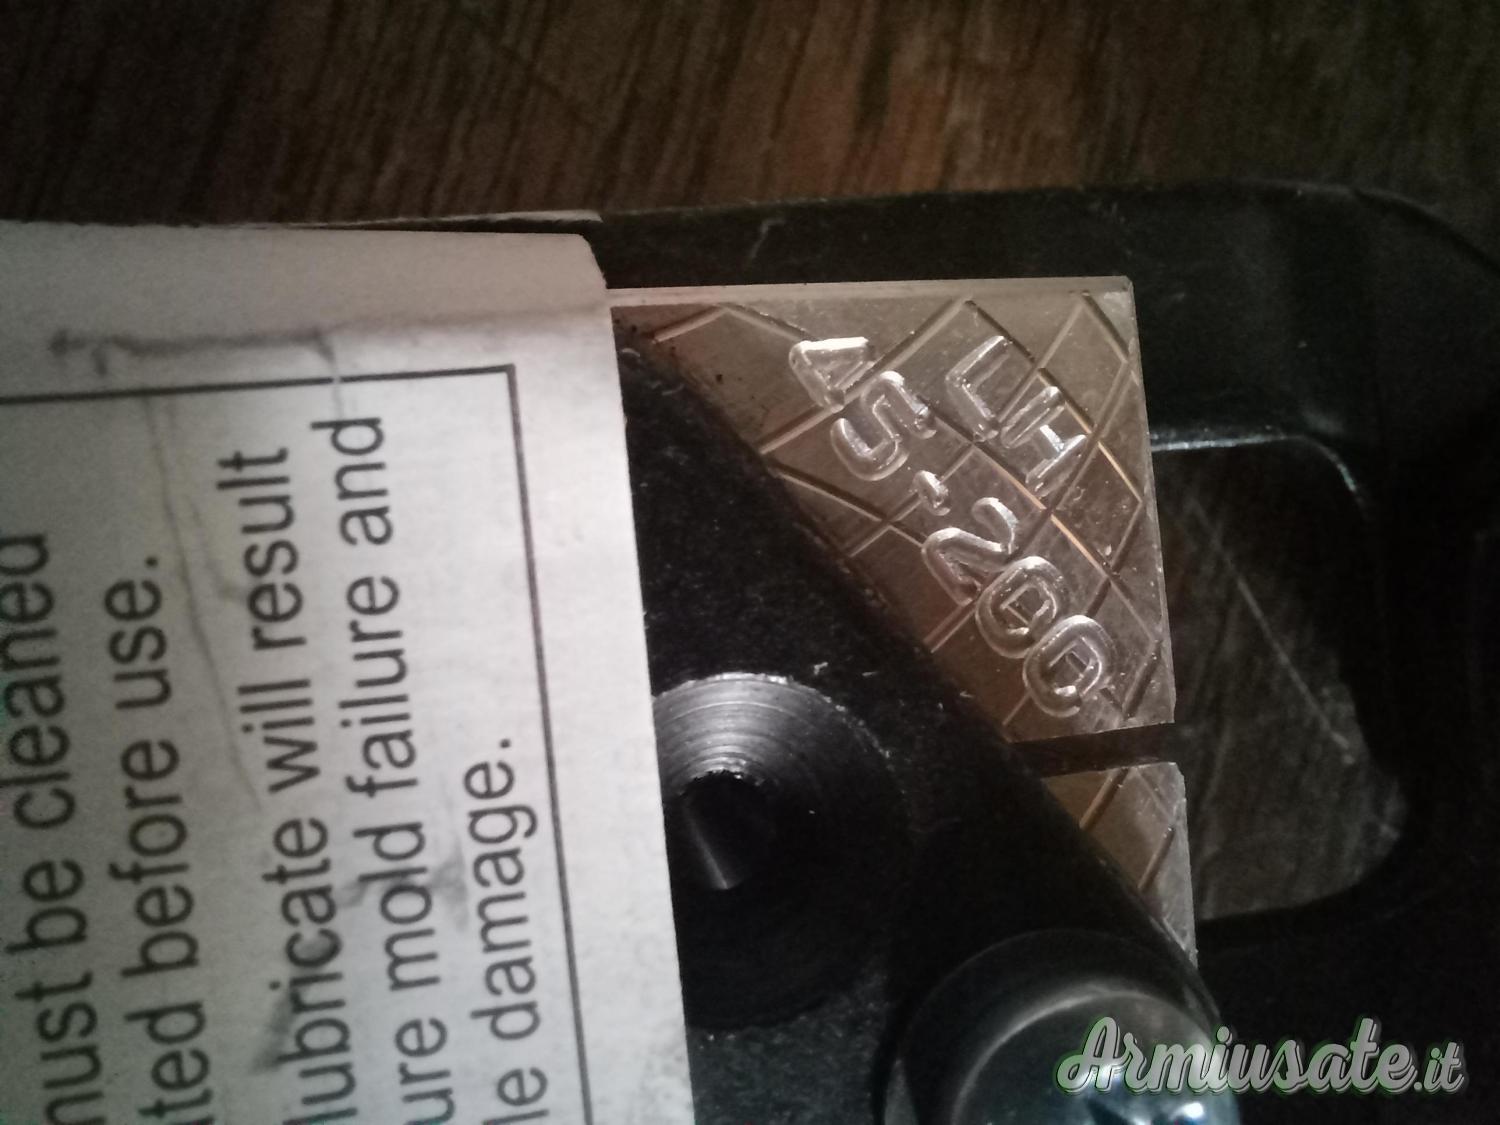 must be cleaned
ted before use.
lubricate will result
ure mold failure and
le damage.
LH
45-200
Armiusate.it